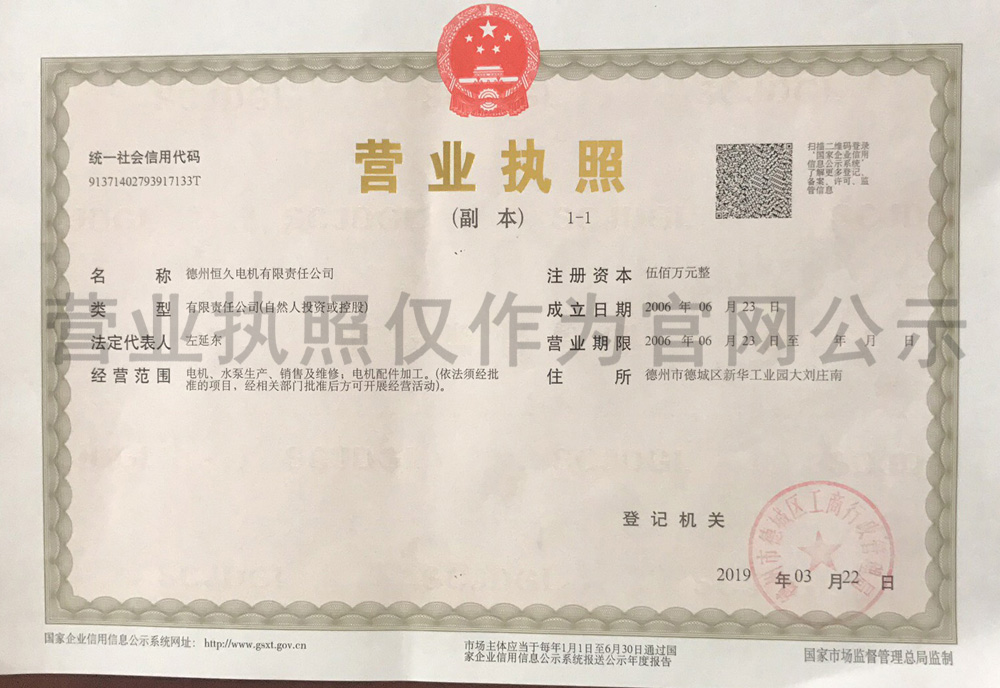 统一社会信用代码
91371402793917133T
营业执照
(副 本) 1-1
扫描二维码登录
"国家企业信用
信息公示系统"
了解更多登记、
备案、许可、监
管信息
名 称 德州恒久电机有限责任公司
类 型 有限责任公司(自然人投资或控股)
法定代表人 左延东
经营范围 电机、水泵生产、销售及维修；电机配件加工。(依法须经批
准的项目，经相关部门批准后方可开展经营活动)。
注册资本 伍佰万元整
成立日期 2006 年 06 月 23 日
营业期限 2006 年 06 月 23 日 至 年 月 日
住 所 德州市德城区新华工业园大刘庄南
营业执照仅作为官网公示
登记机关
德州市德城区工商行政管理局
2019 年 03 月 22 日
国家企业信用信息公示系统网址： http://www.gsxt.gov.cn
市场主体应当于每年1月1日至6月30日通过国
家企业信用信息公示系统报送公示年度报告
国家市场监督管理总局监制